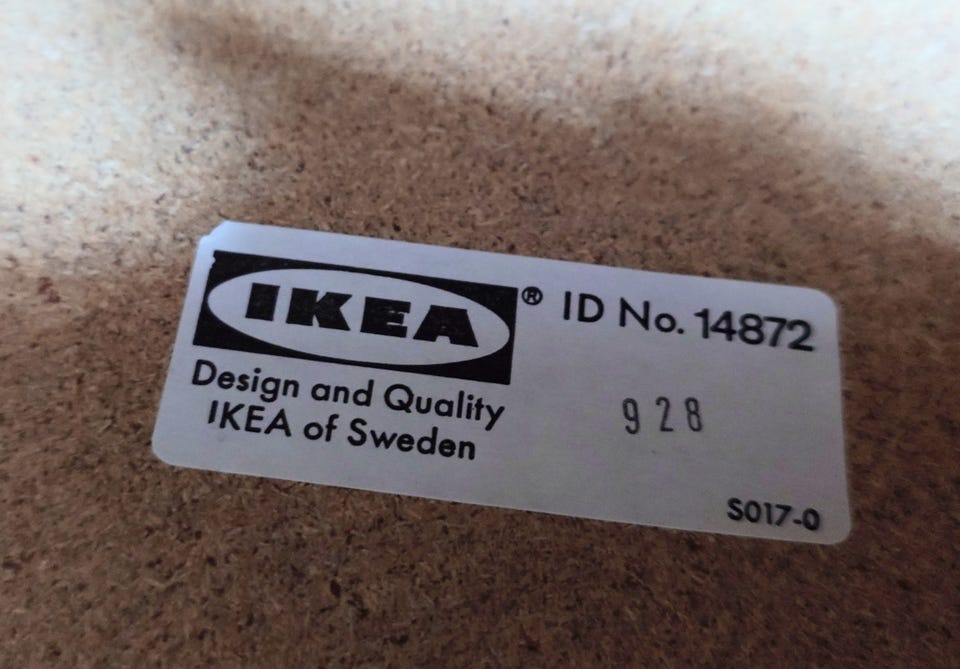 IKEA® ID No. 14872
Design and Quality
IKEA of Sweden
928
S017-0